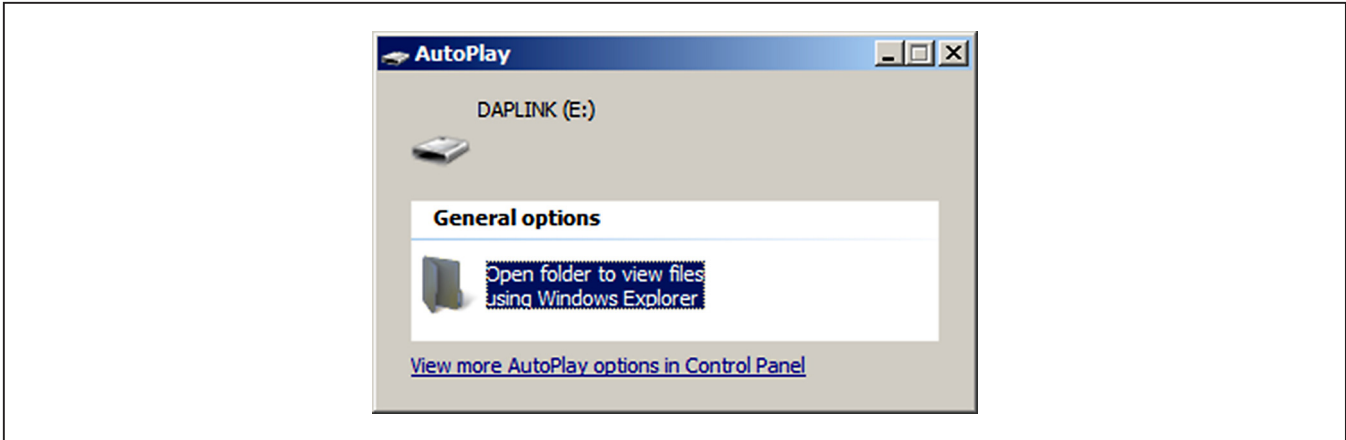 AutoPlay
DAPLINK (E:)
General options
Open folder to view files
using Windows Explorer
View more AutoPlay options in Control Panel